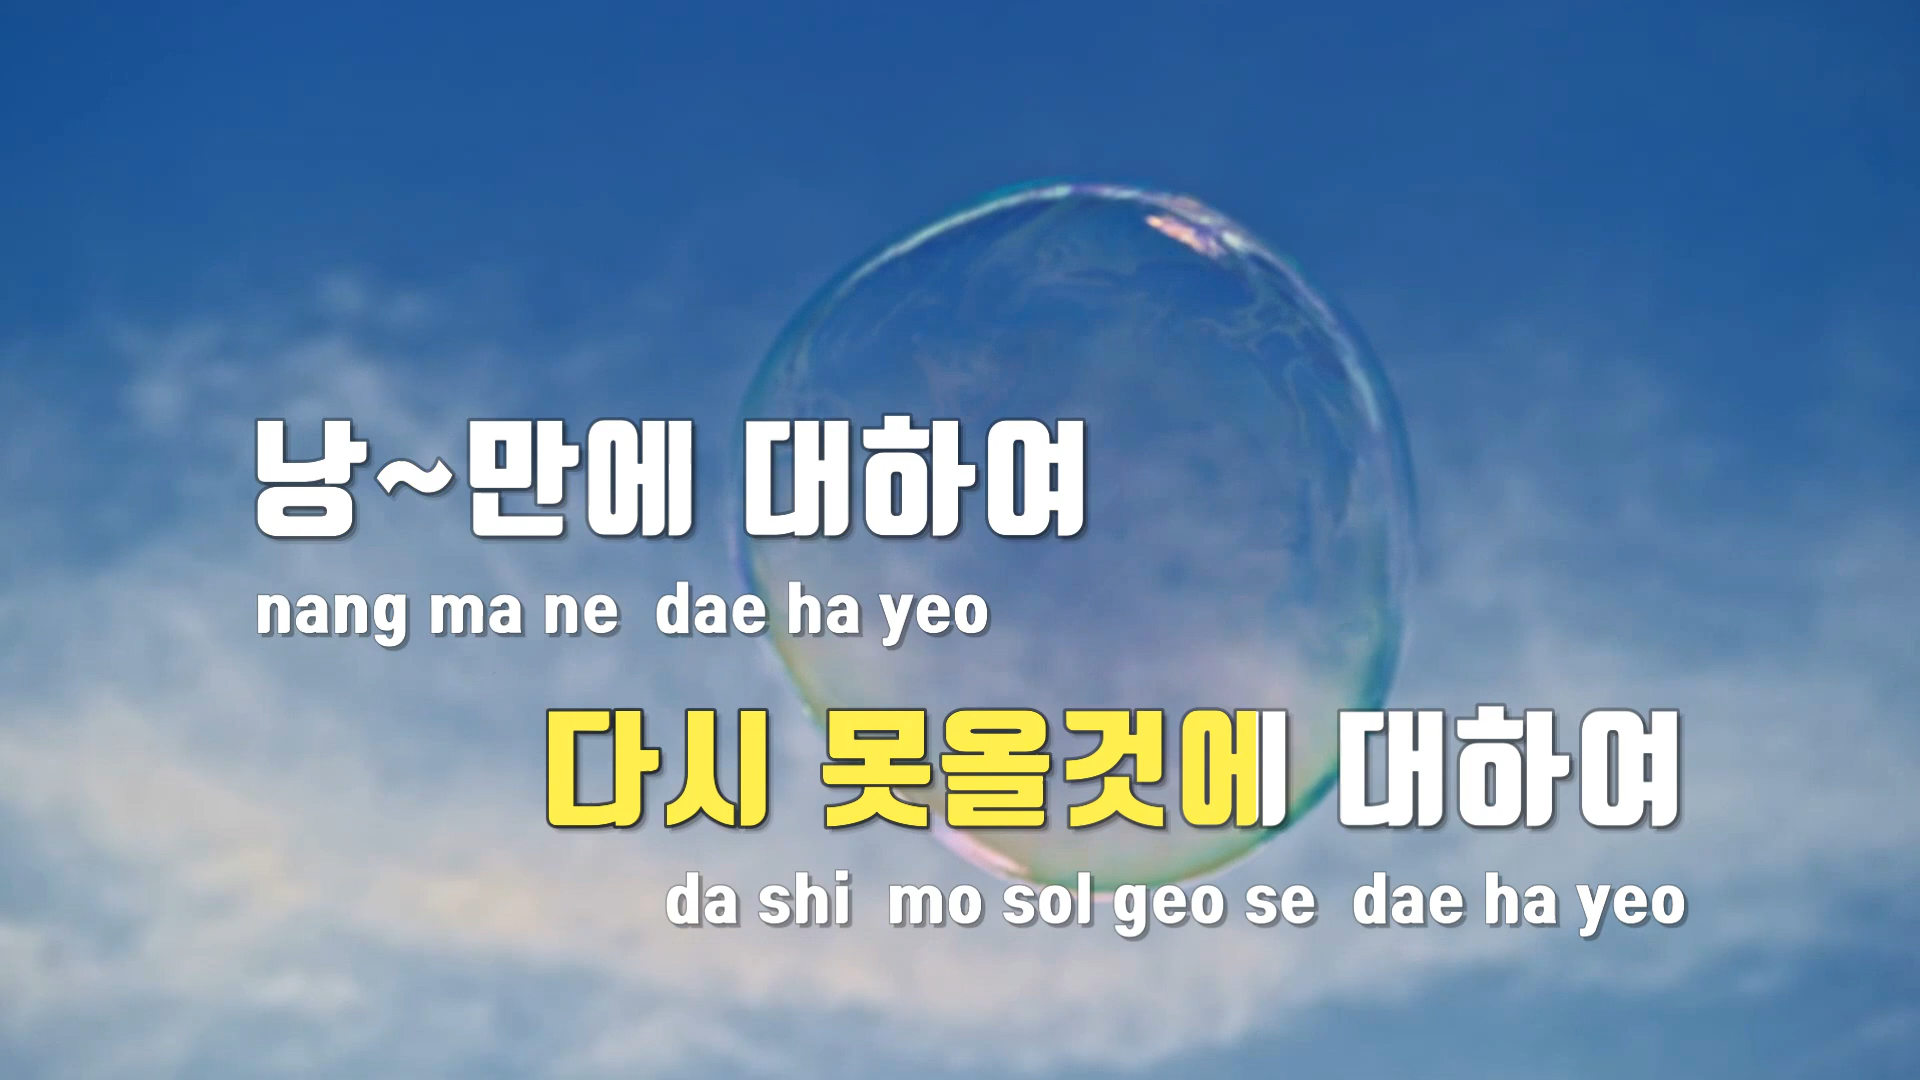 낭~만에 대하여
nang ma ne dae ha yeo
다시 못올것에 대하여
da shi mo sol geo se dae ha yeo